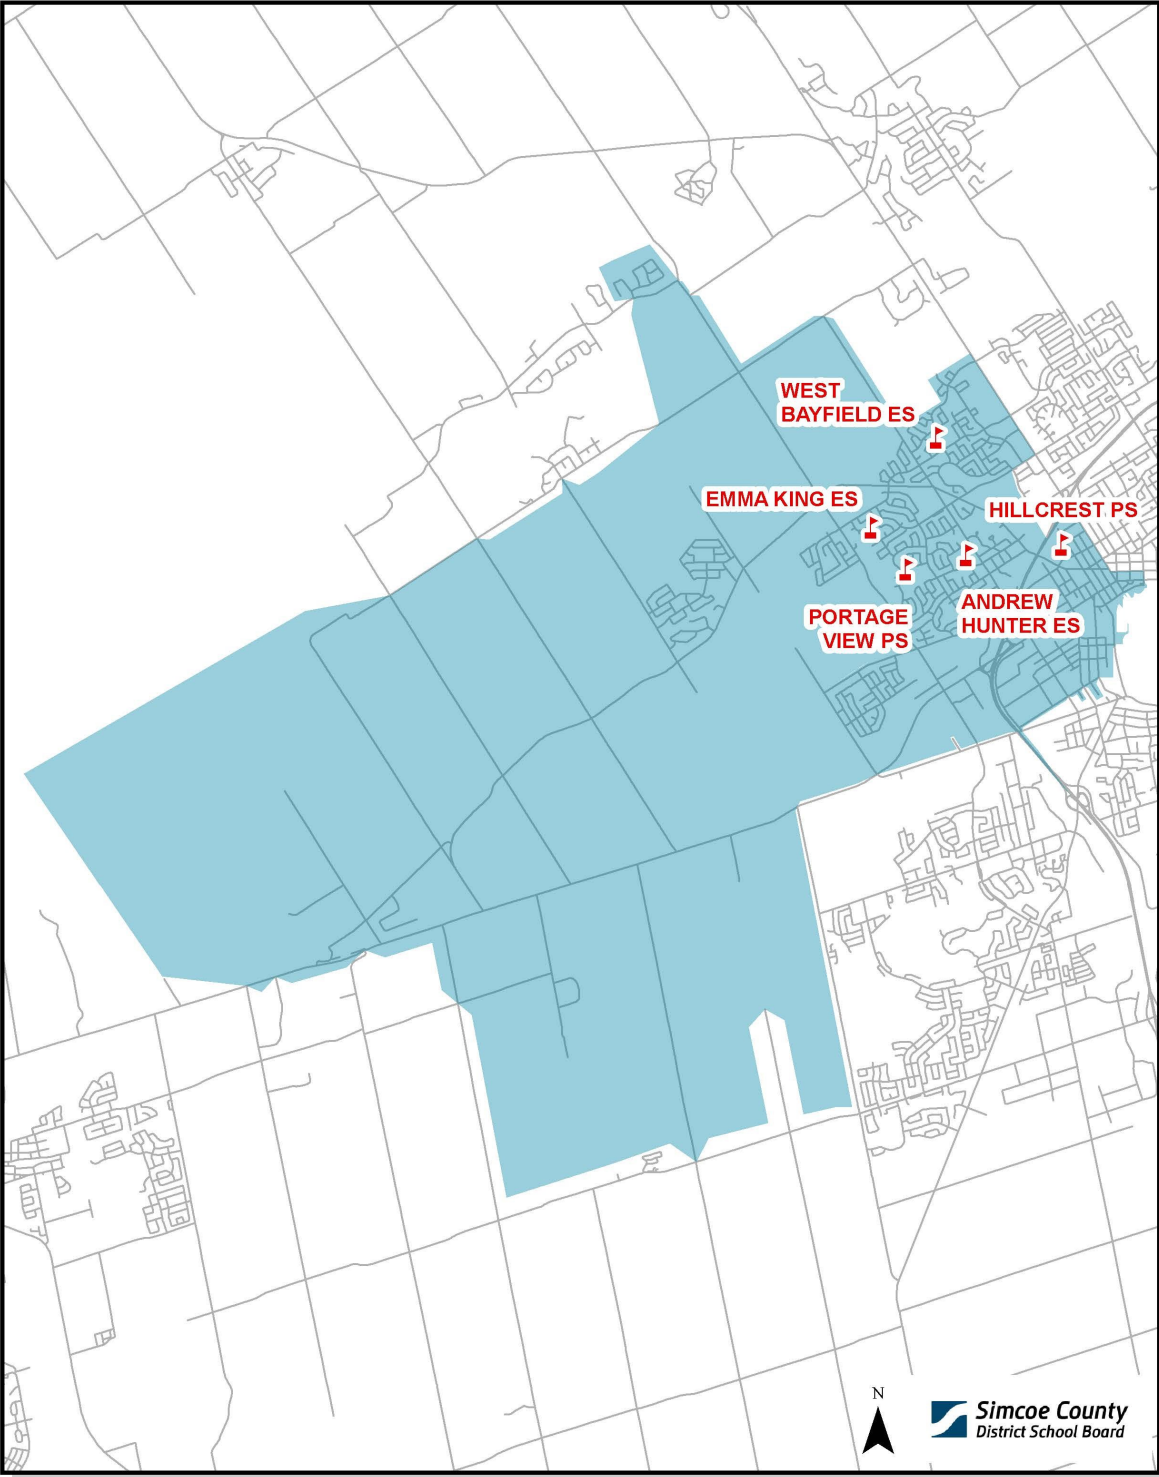 WEST
BAYFIELD ES
EMMA KING ES
HILLCREST PS
PORTAGE
VIEW PS
ANDREW
HUNTER ES
N
Simcoe County
District School Board